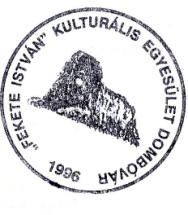 „FEKETE ISTVÁN” KULTURÁLIS EGYESÜLET DOMBÓVÁR
1996